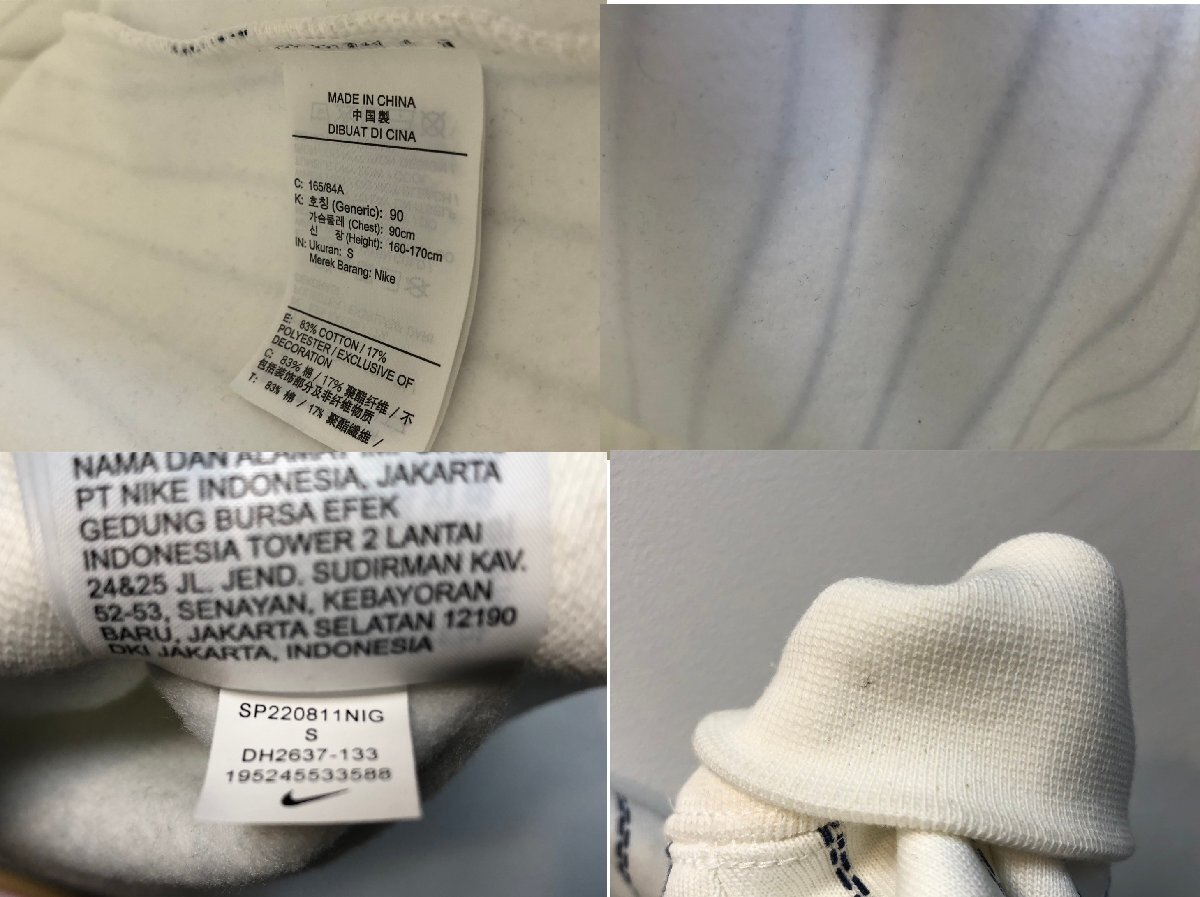 MADE IN CHINA
中国製
DIBUAT DI CINA
C: 165/84A
K: 호칭 (Generic): 90
가슴둘레 (Chest): 90cm
신 장 (Height): 160-170cm
IN: Ukuran: S
Merek Barang: Nike
E: 83% COTTON / 17%
POLYESTER / EXCLUSIVE OF
DECORATION
C: 83% 棉 / 17% 聚酯纤维 / 不
包括装饰部分及非纤维物质
T: 83% 棉 / 17% 聚酯纖維 /
NAMA DAN
PT NIKE INDONESIA, JAKARTA
GEDUNG BURSA EFEK
INDONESIA TOWER 2 LANTAI
24&25 JL. JEND. SUDIRMAN KAV.
52-53, SENAYAN, KEBAYORAN
BARU, JAKARTA SELATAN 12190
DKI JAKARTA, INDONESIA
SP220811NIG
S
DH2637-133
195245533588